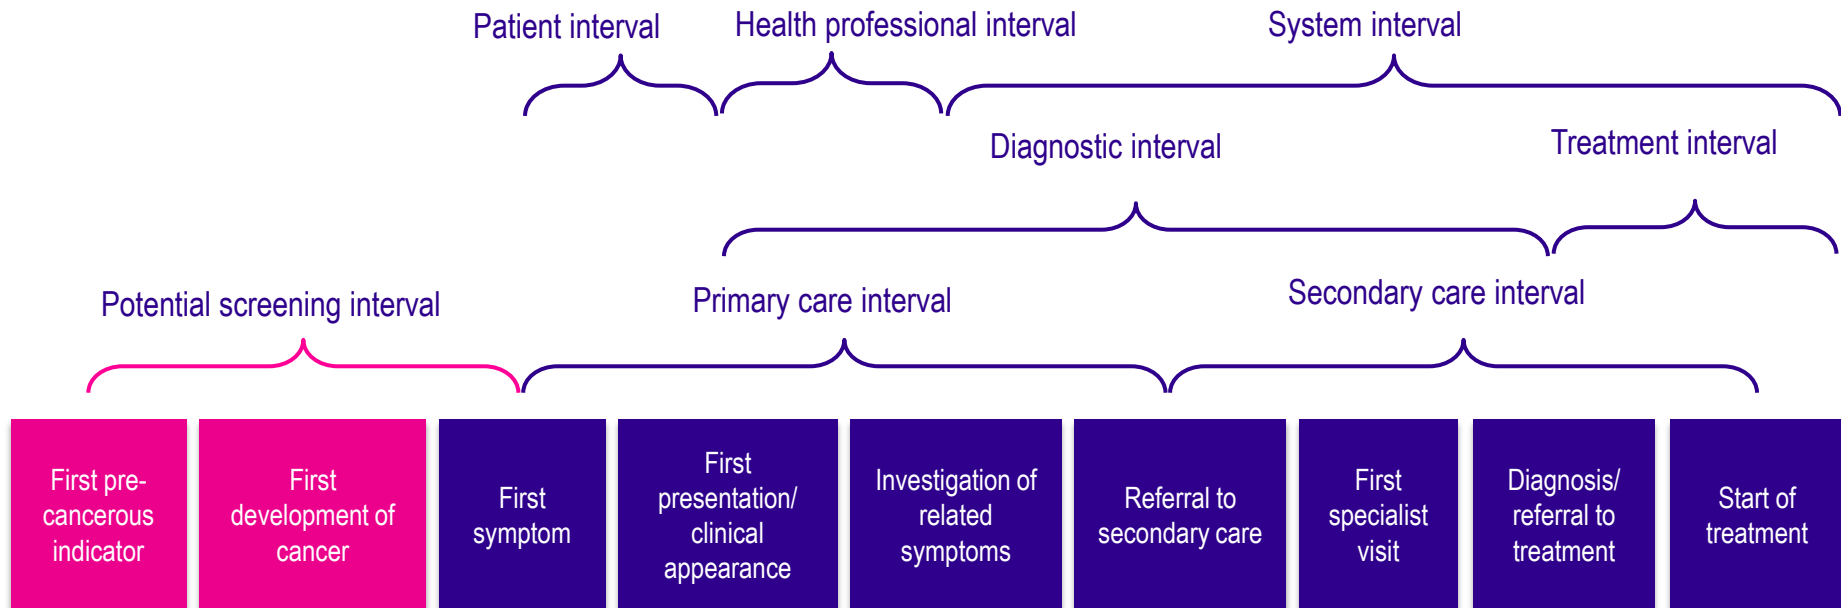 Patient interval
Health professional interval
System interval
Diagnostic interval
Treatment interval
Potential screening interval
Primary care interval
Secondary care interval
First pre-
cancerous
indicator
First
development of
cancer
First
symptom
First
presentation/
clinical
appearance
Investigation of
related
symptoms
Referral to
secondary care
First
specialist
visit
Diagnosis/
referral to
treatment
Start of
treatment